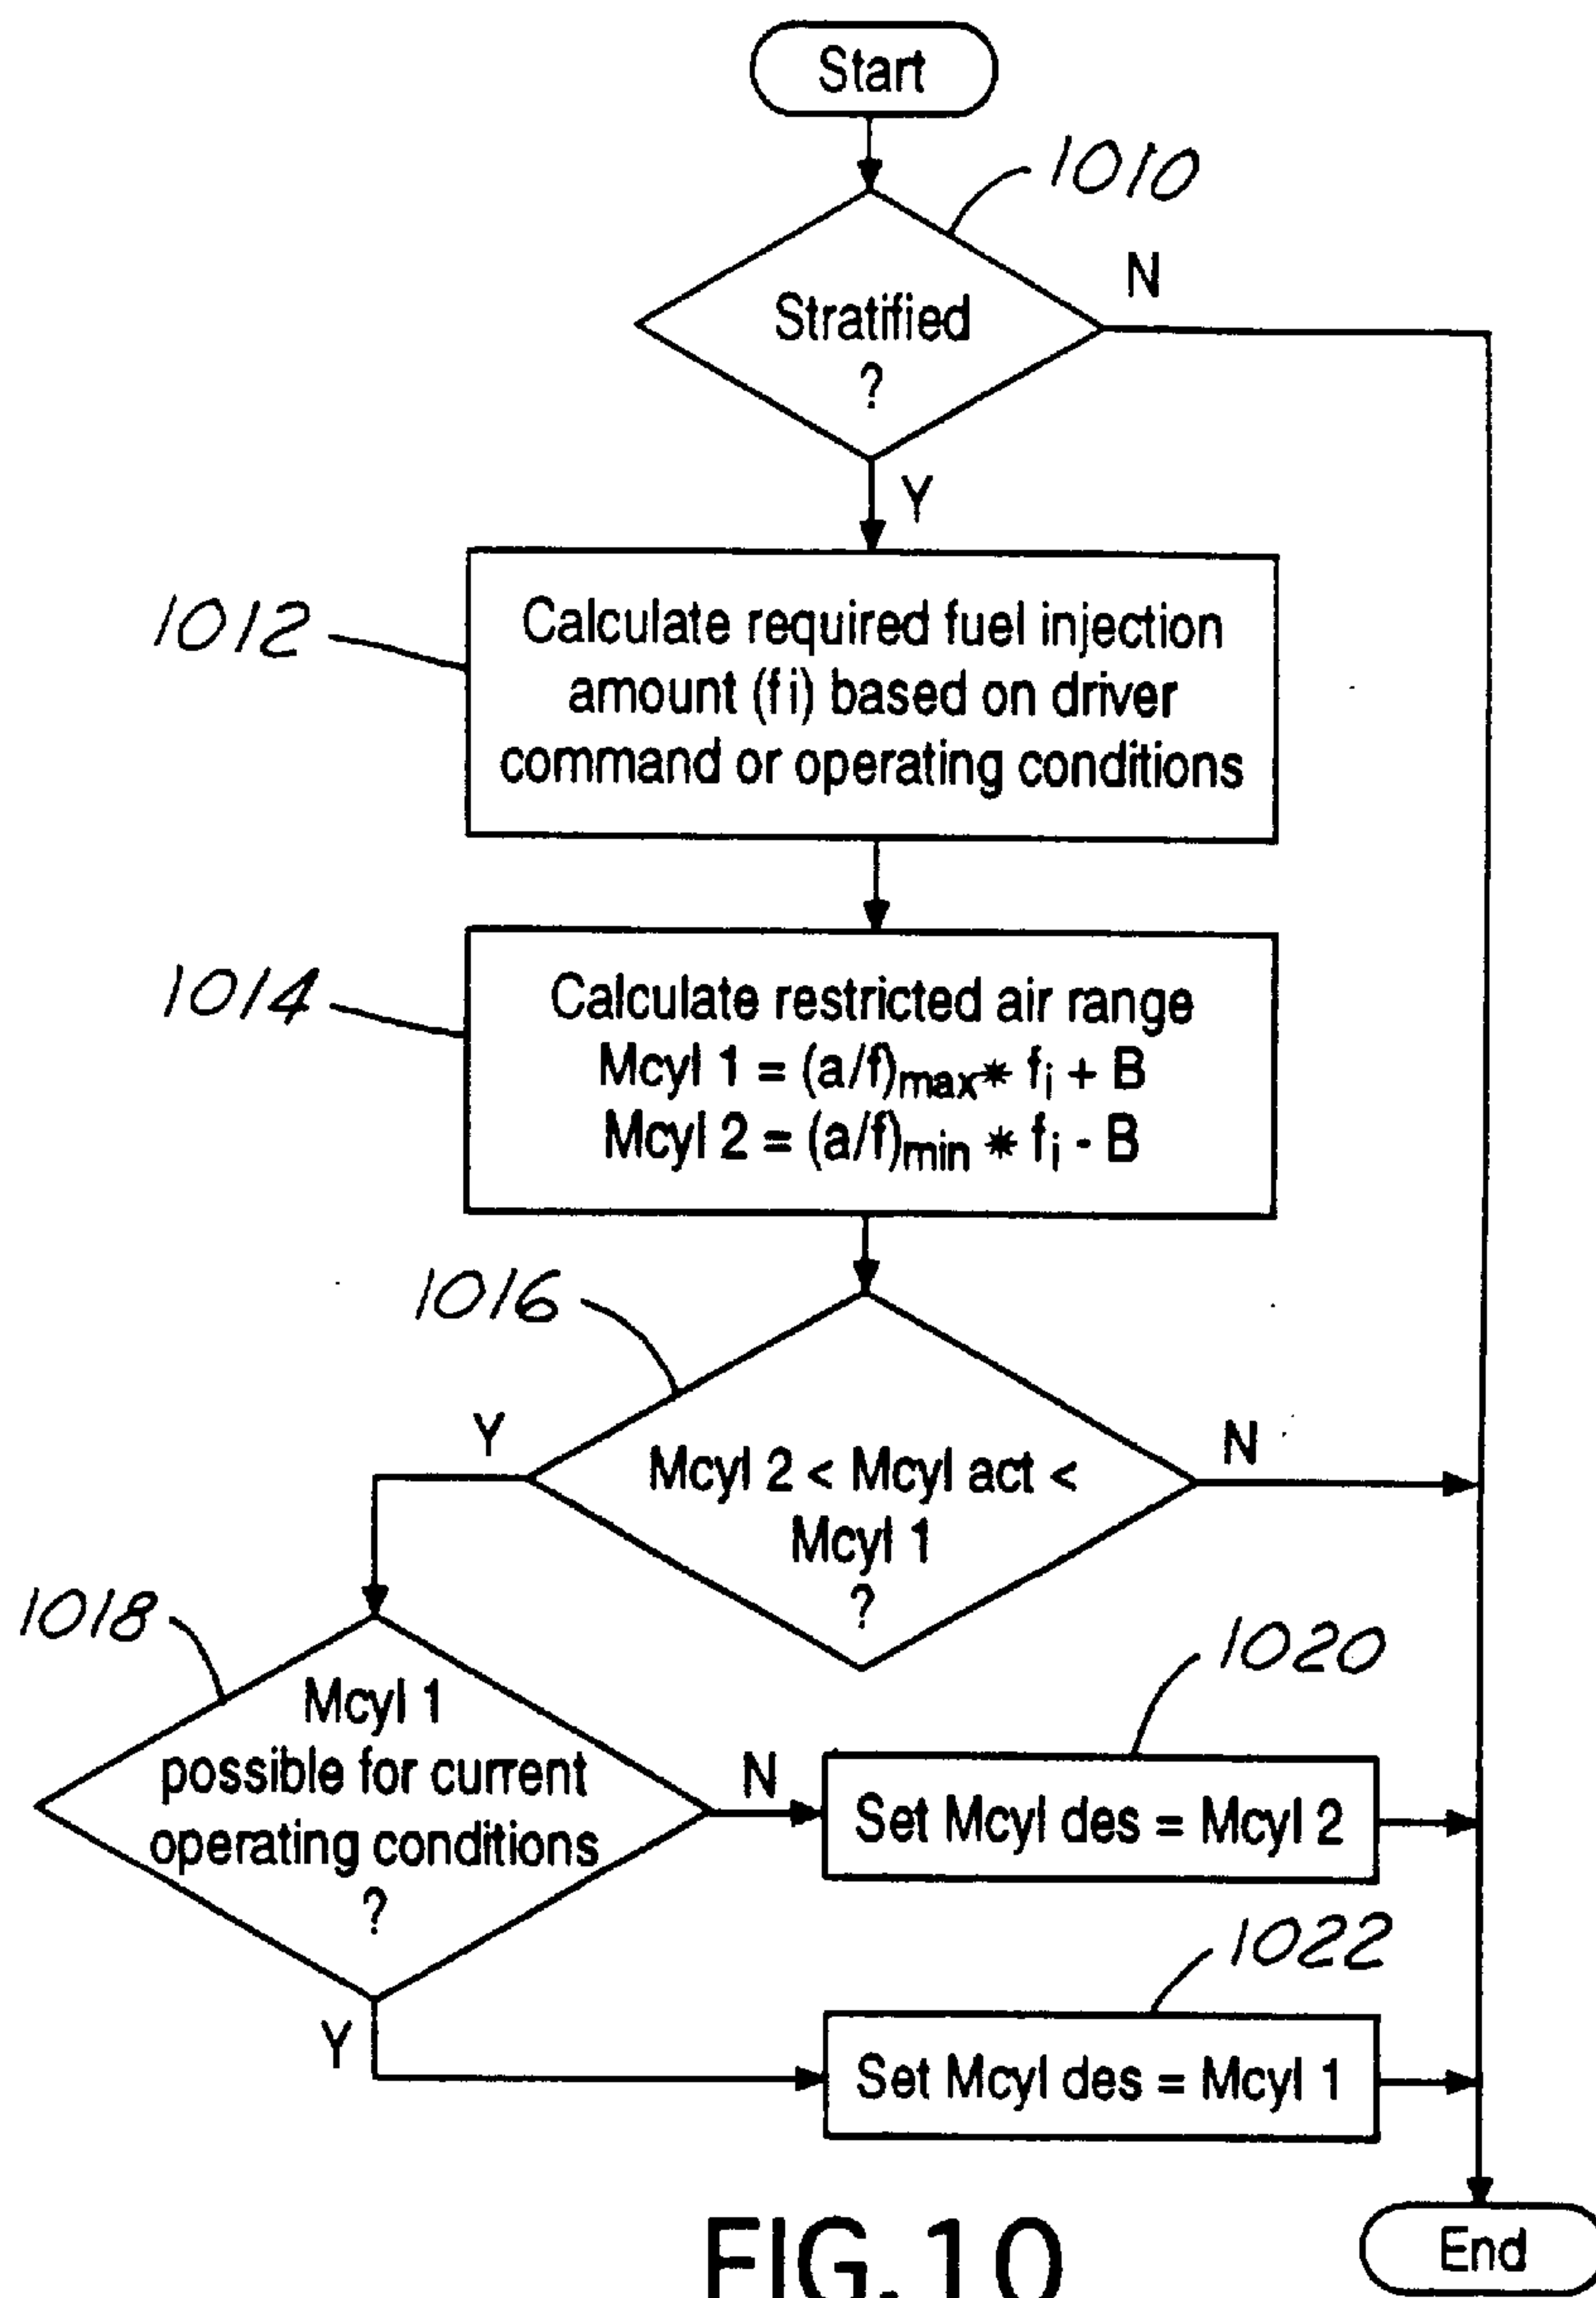 Start
1010
N
Stratified
?
Y
1012
Calculate required fuel injection
amount (fi) based on driver
command or operating conditions
1014
Calculate restricted air range
Mcyl 1 = (a/f)max* fi + B
Mcyl 2 = (a/f)min * fi - B
1016
Y
N
Mcyl 2 < Mcyl act <
Mcyl 1
?
1018
Mcyl 1
possible for current
operating conditions
?
N
1020
Set Mcyl des = Mcyl 2
Y
1022
Set Mcyl des = Mcyl 1
End
FIG.10